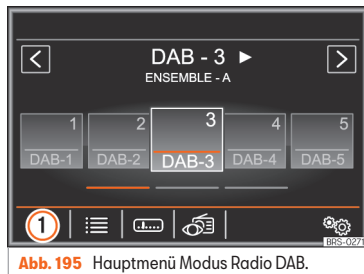 DAB - 3 ►
ENSEMBLE - A
1 2 3 4 5
DAB-1 DAB-2 DAB-3 DAB-4 DAB-5
1
BRS-0271
Abb. 195 Hauptmenü Modus Radio DAB.